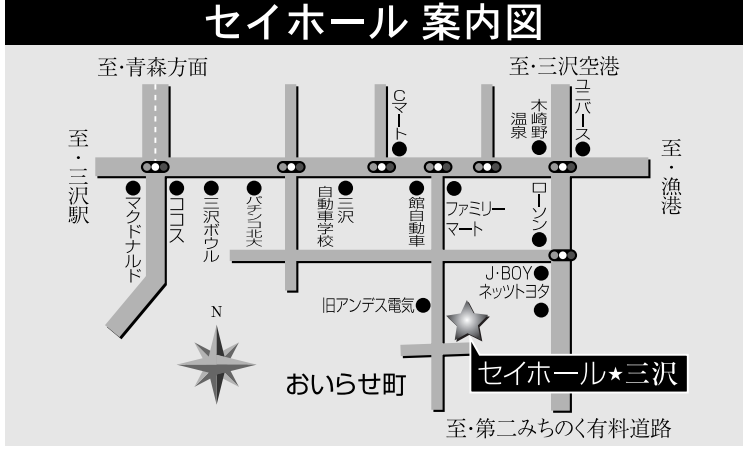 セイホール 案内図
至・青森方面
至・三沢空港
Cマート
木崎野
温泉
ユニバース
至・三沢駅
至・漁港
マクドナルド
ココス
三沢ボウル
パチンコ北大
三沢
自動車学校
館自動車
ファミリー
マート
ローソン
J・BOY
ネッツトヨタ
旧アンデス電気
N
おいらせ町
セイホール★三沢
至・第二みちのく有料道路